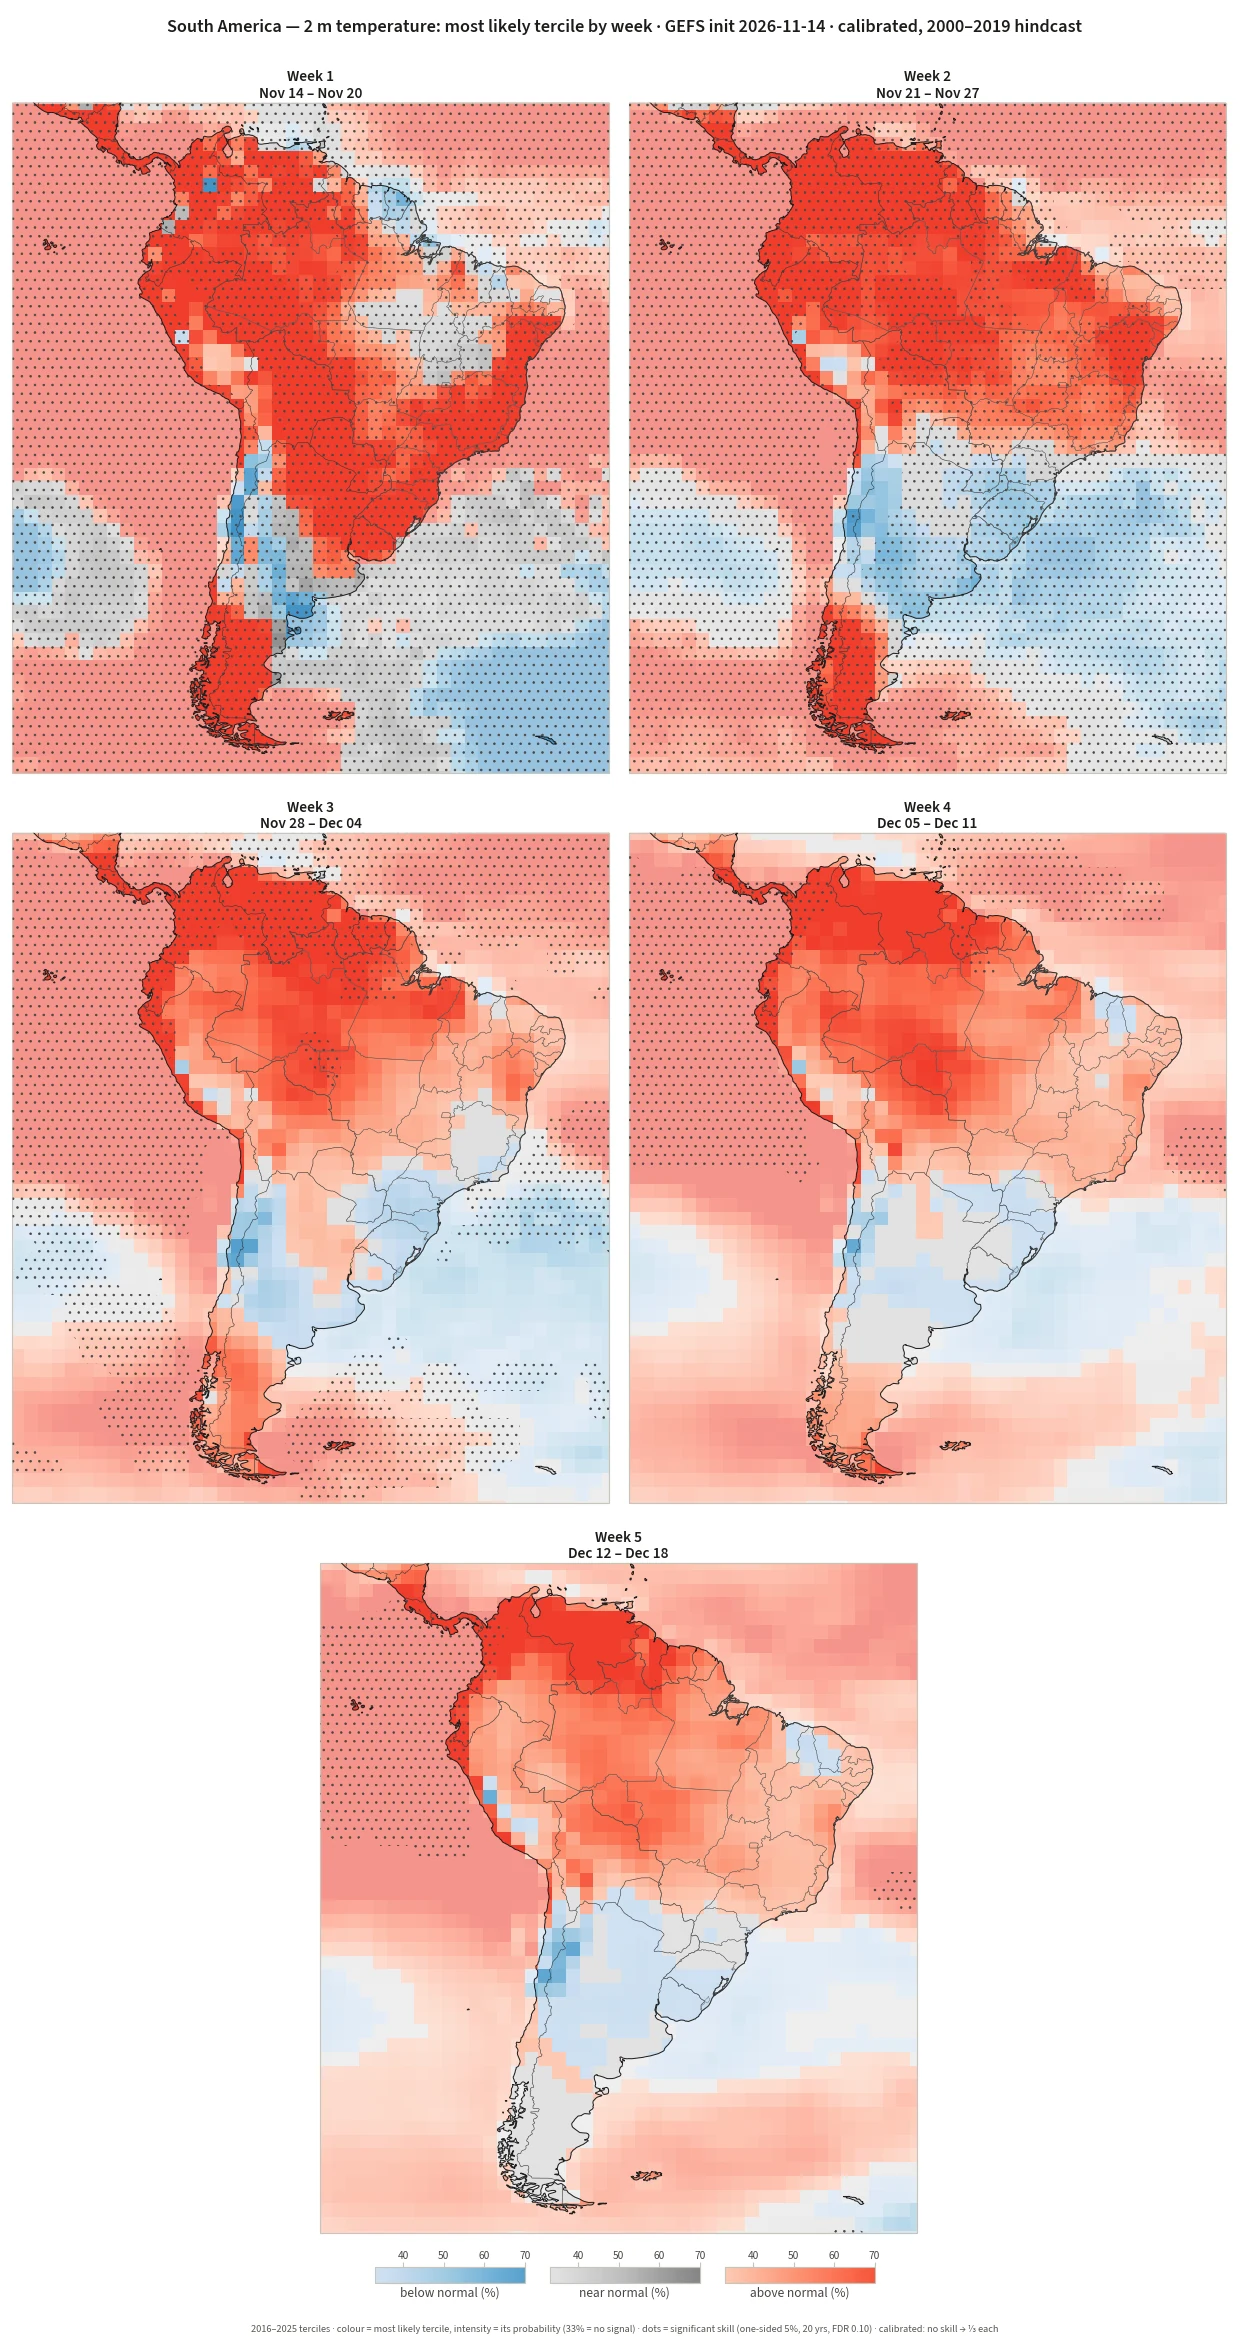 South America — 2 m temperature: most likely tercile by week · GEFS init 2026-11-14 · calibrated, 2000–2019 hindcast
Week 1
Nov 14 – Nov 20
Week 2
Nov 21 – Nov 27
Week 3
Nov 28 – Dec 04
Week 4
Dec 05 – Dec 11
Week 5
Dec 12 – Dec 18
40 50 60 70
below normal (%)
40 50 60 70
near normal (%)
40 50 60 70
above normal (%)
2016–2025 terciles · colour = most likely tercile, intensity = its probability (33% = no signal) · dots = significant skill (one-sided 5%, 20 yrs, FDR 0.10) · calibrated: no skill → ⅓ each